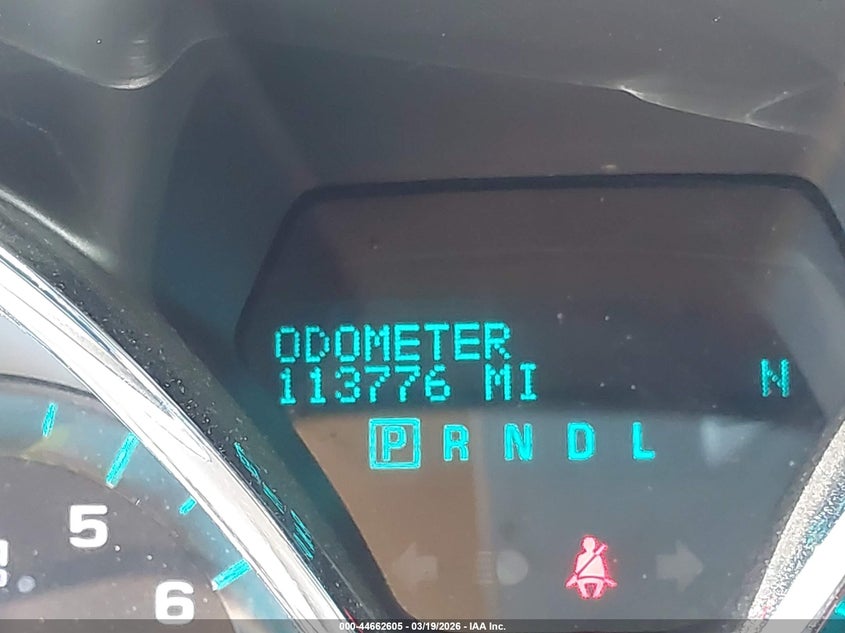 ODOMETER
113776 MI
N
P R N D L
5
6
000-44662605 - 03/19/2026 - IAA Inc.